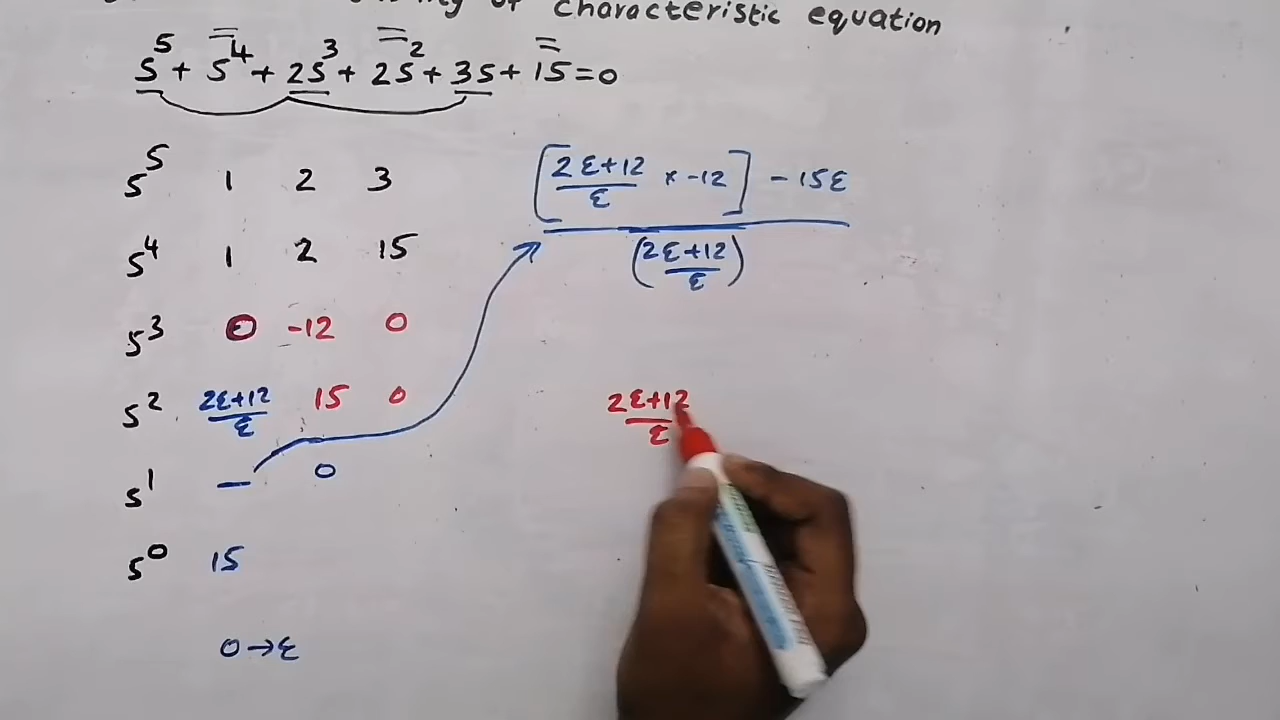 of characteristic equation
s⁵ + s⁴ + 2s³ + 2s² + 3s + 15 = 0
s⁵ 1 2 3
s⁴ 1 2 15
s³ 0 -12 0
s² 2ε+12/ε 15 0
s¹ — 0
s⁰ 15
0 → ε
[2ε+12/ε × -12] - 15ε
(2ε+12/ε)
2ε+12/ε